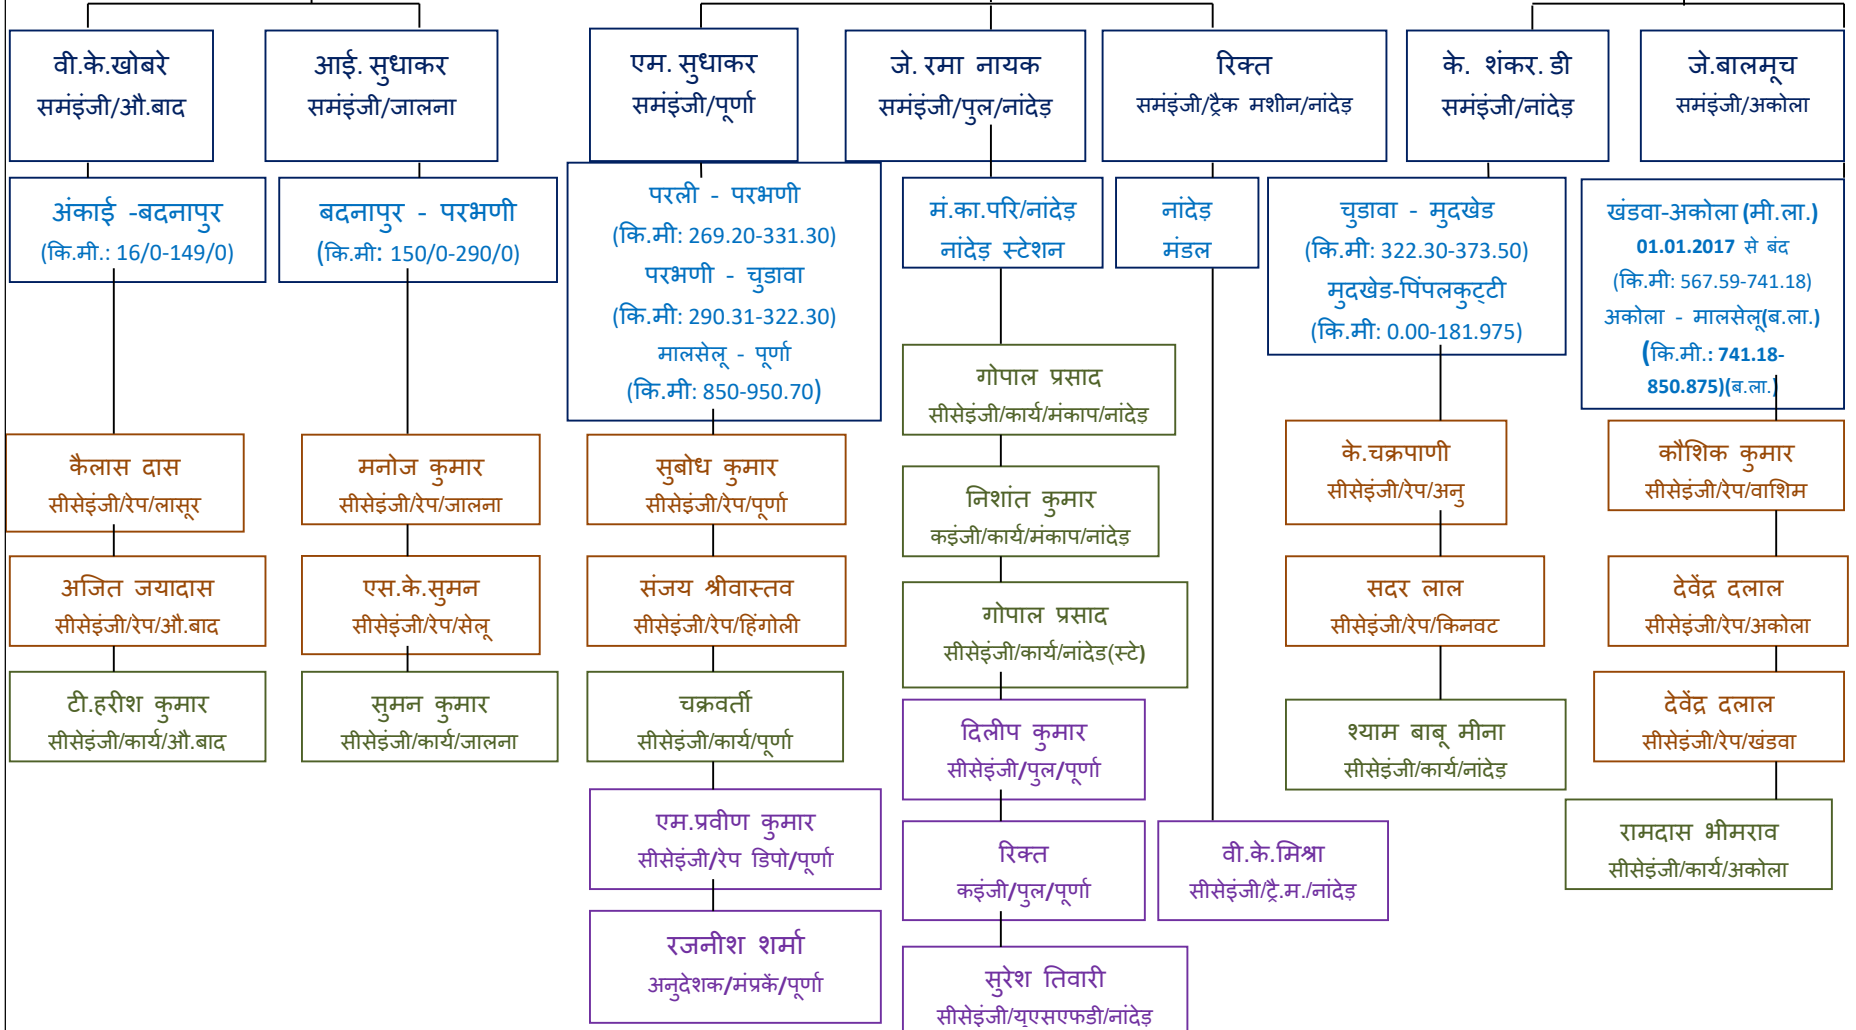 वी.के.खोबरे
समंइंजी/औ.बाद
आई. सुधाकर
समंइंजी/जालना
एम. सुधाकर
समंइंजी/पूर्णा
जे. रमा नायक
समंइंजी/पुल/नांदेड़
रिक्त
समंइंजी/ट्रैक मशीन/नांदेड़
के. शंकर. डी
समंइंजी/नांदेड़
जे.बालमूच
समंइंजी/अकोला
अंकाई -बदनापुर
(कि.मी.: 16/0-149/0)
बदनापुर - परभणी
(कि.मी: 150/0-290/0)
परली - परभणी
(कि.मी: 269.20-331.30)
परभणी - चुडावा
(कि.मी: 290.31-322.30)
मालसेलू - पूर्णा
(कि.मी: 850-950.70)
मं.का.परि/नांदेड़
नांदेड़ स्टेशन
नांदेड़
मंडल
चुडावा - मुदखेड
(कि.मी: 322.30-373.50)
मुदखेड-पिंपलकुट्टी
(कि.मी: 0.00-181.975)
खंडवा-अकोला (मी.ला.)
01.01.2017 से बंद
(कि.मी: 567.59-741.18)
अकोला - मालसेलू(ब.ला.)
(कि.मी.: 741.18-
850.875)(ब.ला.)
कैलास दास
सीसेइंजी/रेप/लासूर
अजित जयादास
सीसेइंजी/रेप/औ.बाद
टी.हरीश कुमार
सीसेइंजी/कार्य/औ.बाद
मनोज कुमार
सीसेइंजी/रेप/जालना
एस.के.सुमन
सीसेइंजी/रेप/सेलू
सुमन कुमार
सीसेइंजी/कार्य/जालना
सुबोध कुमार
सीसेइंजी/रेप/पूर्णा
संजय श्रीवास्तव
सीसेइंजी/रेप/हिंगोली
चक्रवर्ती
सीसेइंजी/कार्य/पूर्णा
एम.प्रवीण कुमार
सीसेइंजी/रेप डिपो/पूर्णा
रजनीश शर्मा
अनुदेशक/मंप्रकें/पूर्णा
गोपाल प्रसाद
सीसेइंजी/कार्य/मंकाप/नांदेड़
निशांत कुमार
कइंजी/कार्य/मंकाप/नांदेड़
गोपाल प्रसाद
सीसेइंजी/कार्य/नांदेड(स्टे)
दिलीप कुमार
सीसेइंजी/पुल/पूर्णा
रिक्त
कइंजी/पुल/पूर्णा
सुरेश तिवारी
सीसेइंजी/यूएसएफडी/नांदेड़
वी.के.मिश्रा
सीसेइंजी/ट्रै.म./नांदेड़
के.चक्रपाणी
सीसेइंजी/रेप/अनु
सदर लाल
सीसेइंजी/रेप/किनवट
श्याम बाबू मीना
सीसेइंजी/कार्य/नांदेड़
कौशिक कुमार
सीसेइंजी/रेप/वाशिम
देवेंद्र दलाल
सीसेइंजी/रेप/अकोला
देवेंद्र दलाल
सीसेइंजी/रेप/खंडवा
रामदास भीमराव
सीसेइंजी/कार्य/अकोला